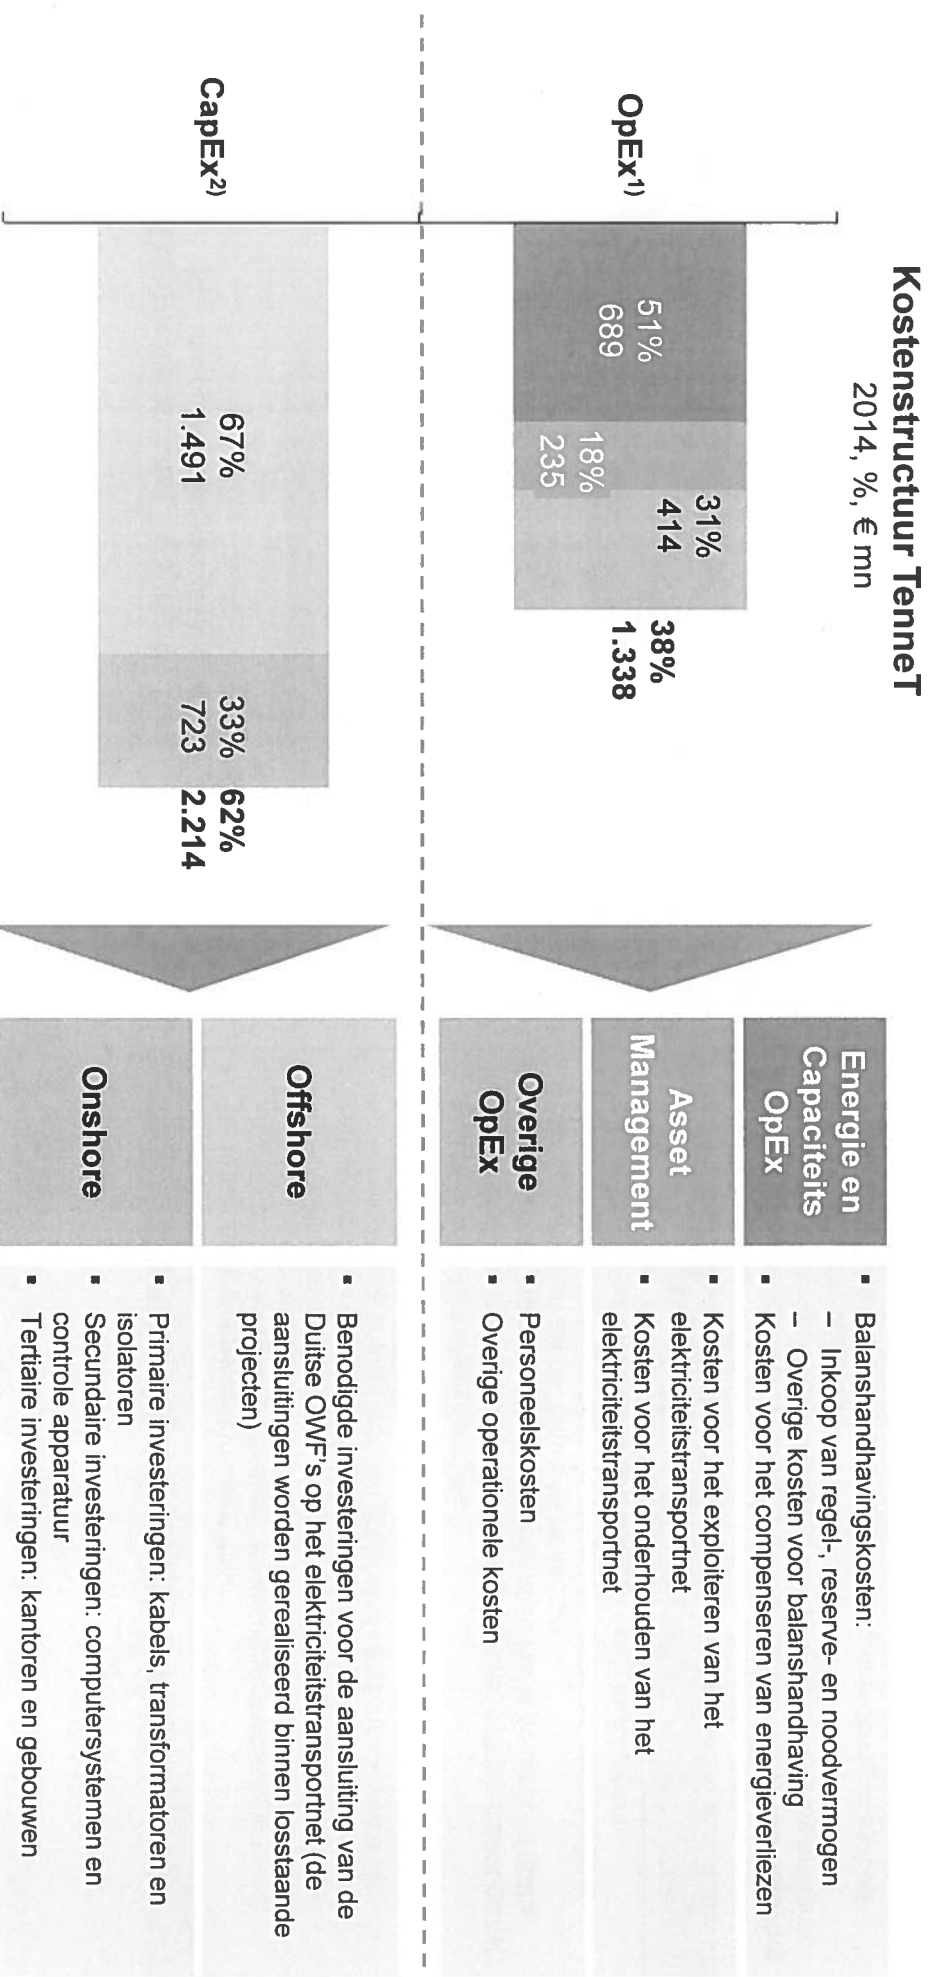 Kostenstructuur TenneT
2014, %, € mn
OpEx1)
51%
689
18%
235
31%
414
38%
1.338
Energie en
Capaciteits
OpEx
▪ Balanshandhavingskosten:
– Inkoop van regel-, reserve- en noodvermogen
– Overige kosten voor balanshandhaving
▪ Kosten voor het compenseren van energieverliezen
Asset
Management
▪ Kosten voor het exploiteren van het
elektriciteitstransportnet
▪ Kosten voor het onderhouden van het
elektriciteitstransportnet
Overige
OpEx
▪ Personeelskosten
▪ Overige operationele kosten
CapEx2)
67%
1.491
33%
723
62%
2.214
Offshore
▪ Benodigde investeringen voor de aansluiting van de
Duitse OWF's op het elektriciteitstransportnet (de
aansluitingen worden gerealiseerd binnen losstaande
projecten)
Onshore
▪ Primaire investeringen: kabels, transformatoren en
isolatoren
▪ Secundaire investeringen: computersystemen en
controle apparatuur
▪ Tertiaire investeringen: kantoren en gebouwen